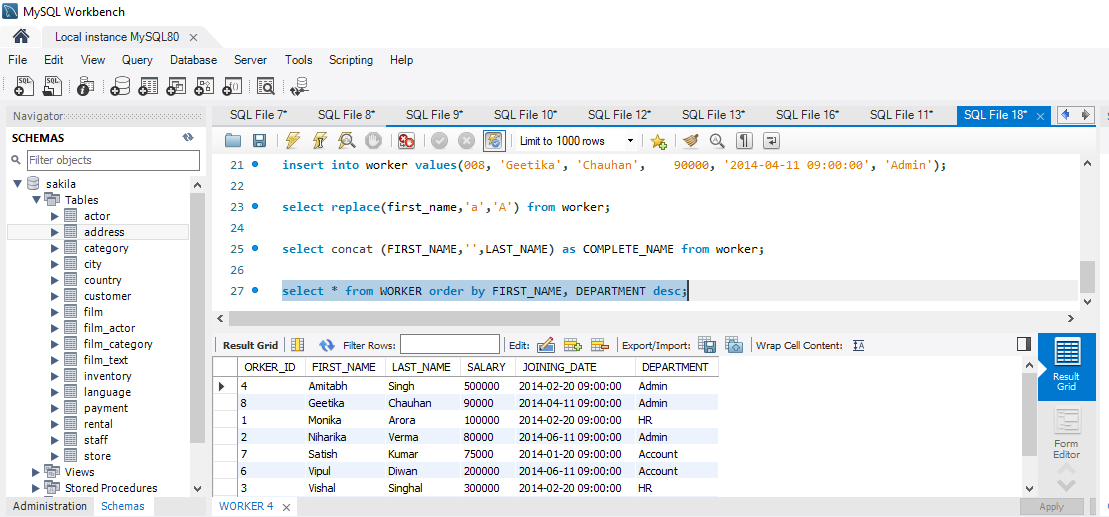 MySQL Workbench
Local instance MySQL80
File Edit View Query Database Server Tools Scripting Help
Navigator
SCHEMAS
Filter objects
sakila
Tables
actor
address
category
city
country
customer
film
film_actor
film_category
film_text
inventory
language
payment
rental
staff
store
Views
Stored Procedures
Administration Schemas
SQL File 7* SQL File 8* SQL File 9* SQL File 10* SQL File 12* SQL File 13* SQL File 16* SQL File 11* SQL File 18*
Limit to 1000 rows
21 insert into worker values(008, 'Geetika', 'Chauhan', 90000, '2014-04-11 09:00:00', 'Admin');
22
23 select replace(first_name,'a','A') from worker;
24
25 select concat (FIRST_NAME,'',LAST_NAME) as COMPLETE_NAME from worker;
26
27 select * from WORKER order by FIRST_NAME, DEPARTMENT desc;
Result Grid Filter Rows: Edit: Export/Import: Wrap Cell Content:
ORKER_ID FIRST_NAME LAST_NAME SALARY JOINING_DATE DEPARTMENT
4 Amitabh Singh 500000 2014-02-20 09:00:00 Admin
8 Geetika Chauhan 90000 2014-04-11 09:00:00 Admin
1 Monika Arora 100000 2014-02-20 09:00:00 HR
2 Niharika Verma 80000 2014-06-11 09:00:00 Admin
7 Satish Kumar 75000 2014-01-20 09:00:00 Account
6 Vipul Diwan 200000 2014-06-11 09:00:00 Account
3 Vishal Singhal 300000 2014-02-20 09:00:00 HR
Result
Grid
Form
Editor
WORKER 4
Apply